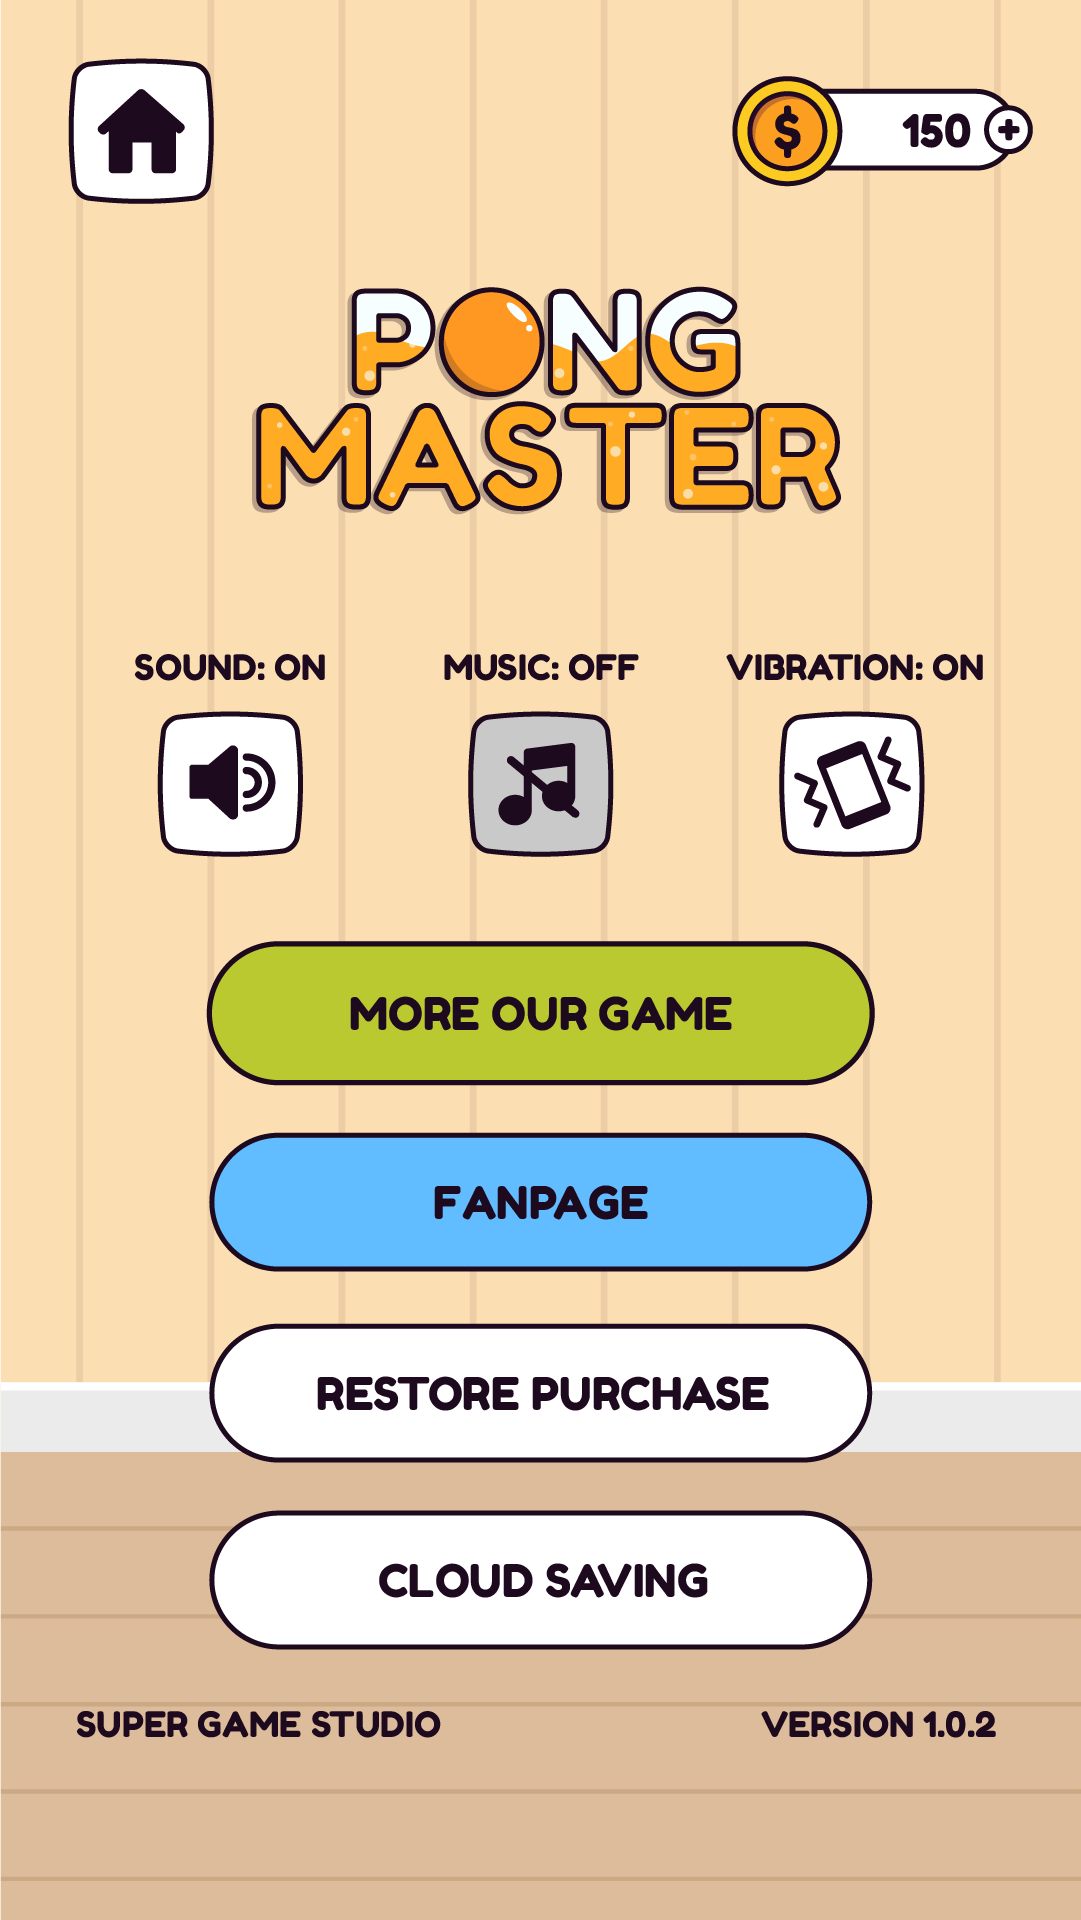 $ 150 +
PONG
MASTER
SOUND: ON MUSIC: OFF VIBRATION: ON
MORE OUR GAME
FANPAGE
RESTORE PURCHASE
CLOUD SAVING
SUPER GAME STUDIO VERSION 1.0.2